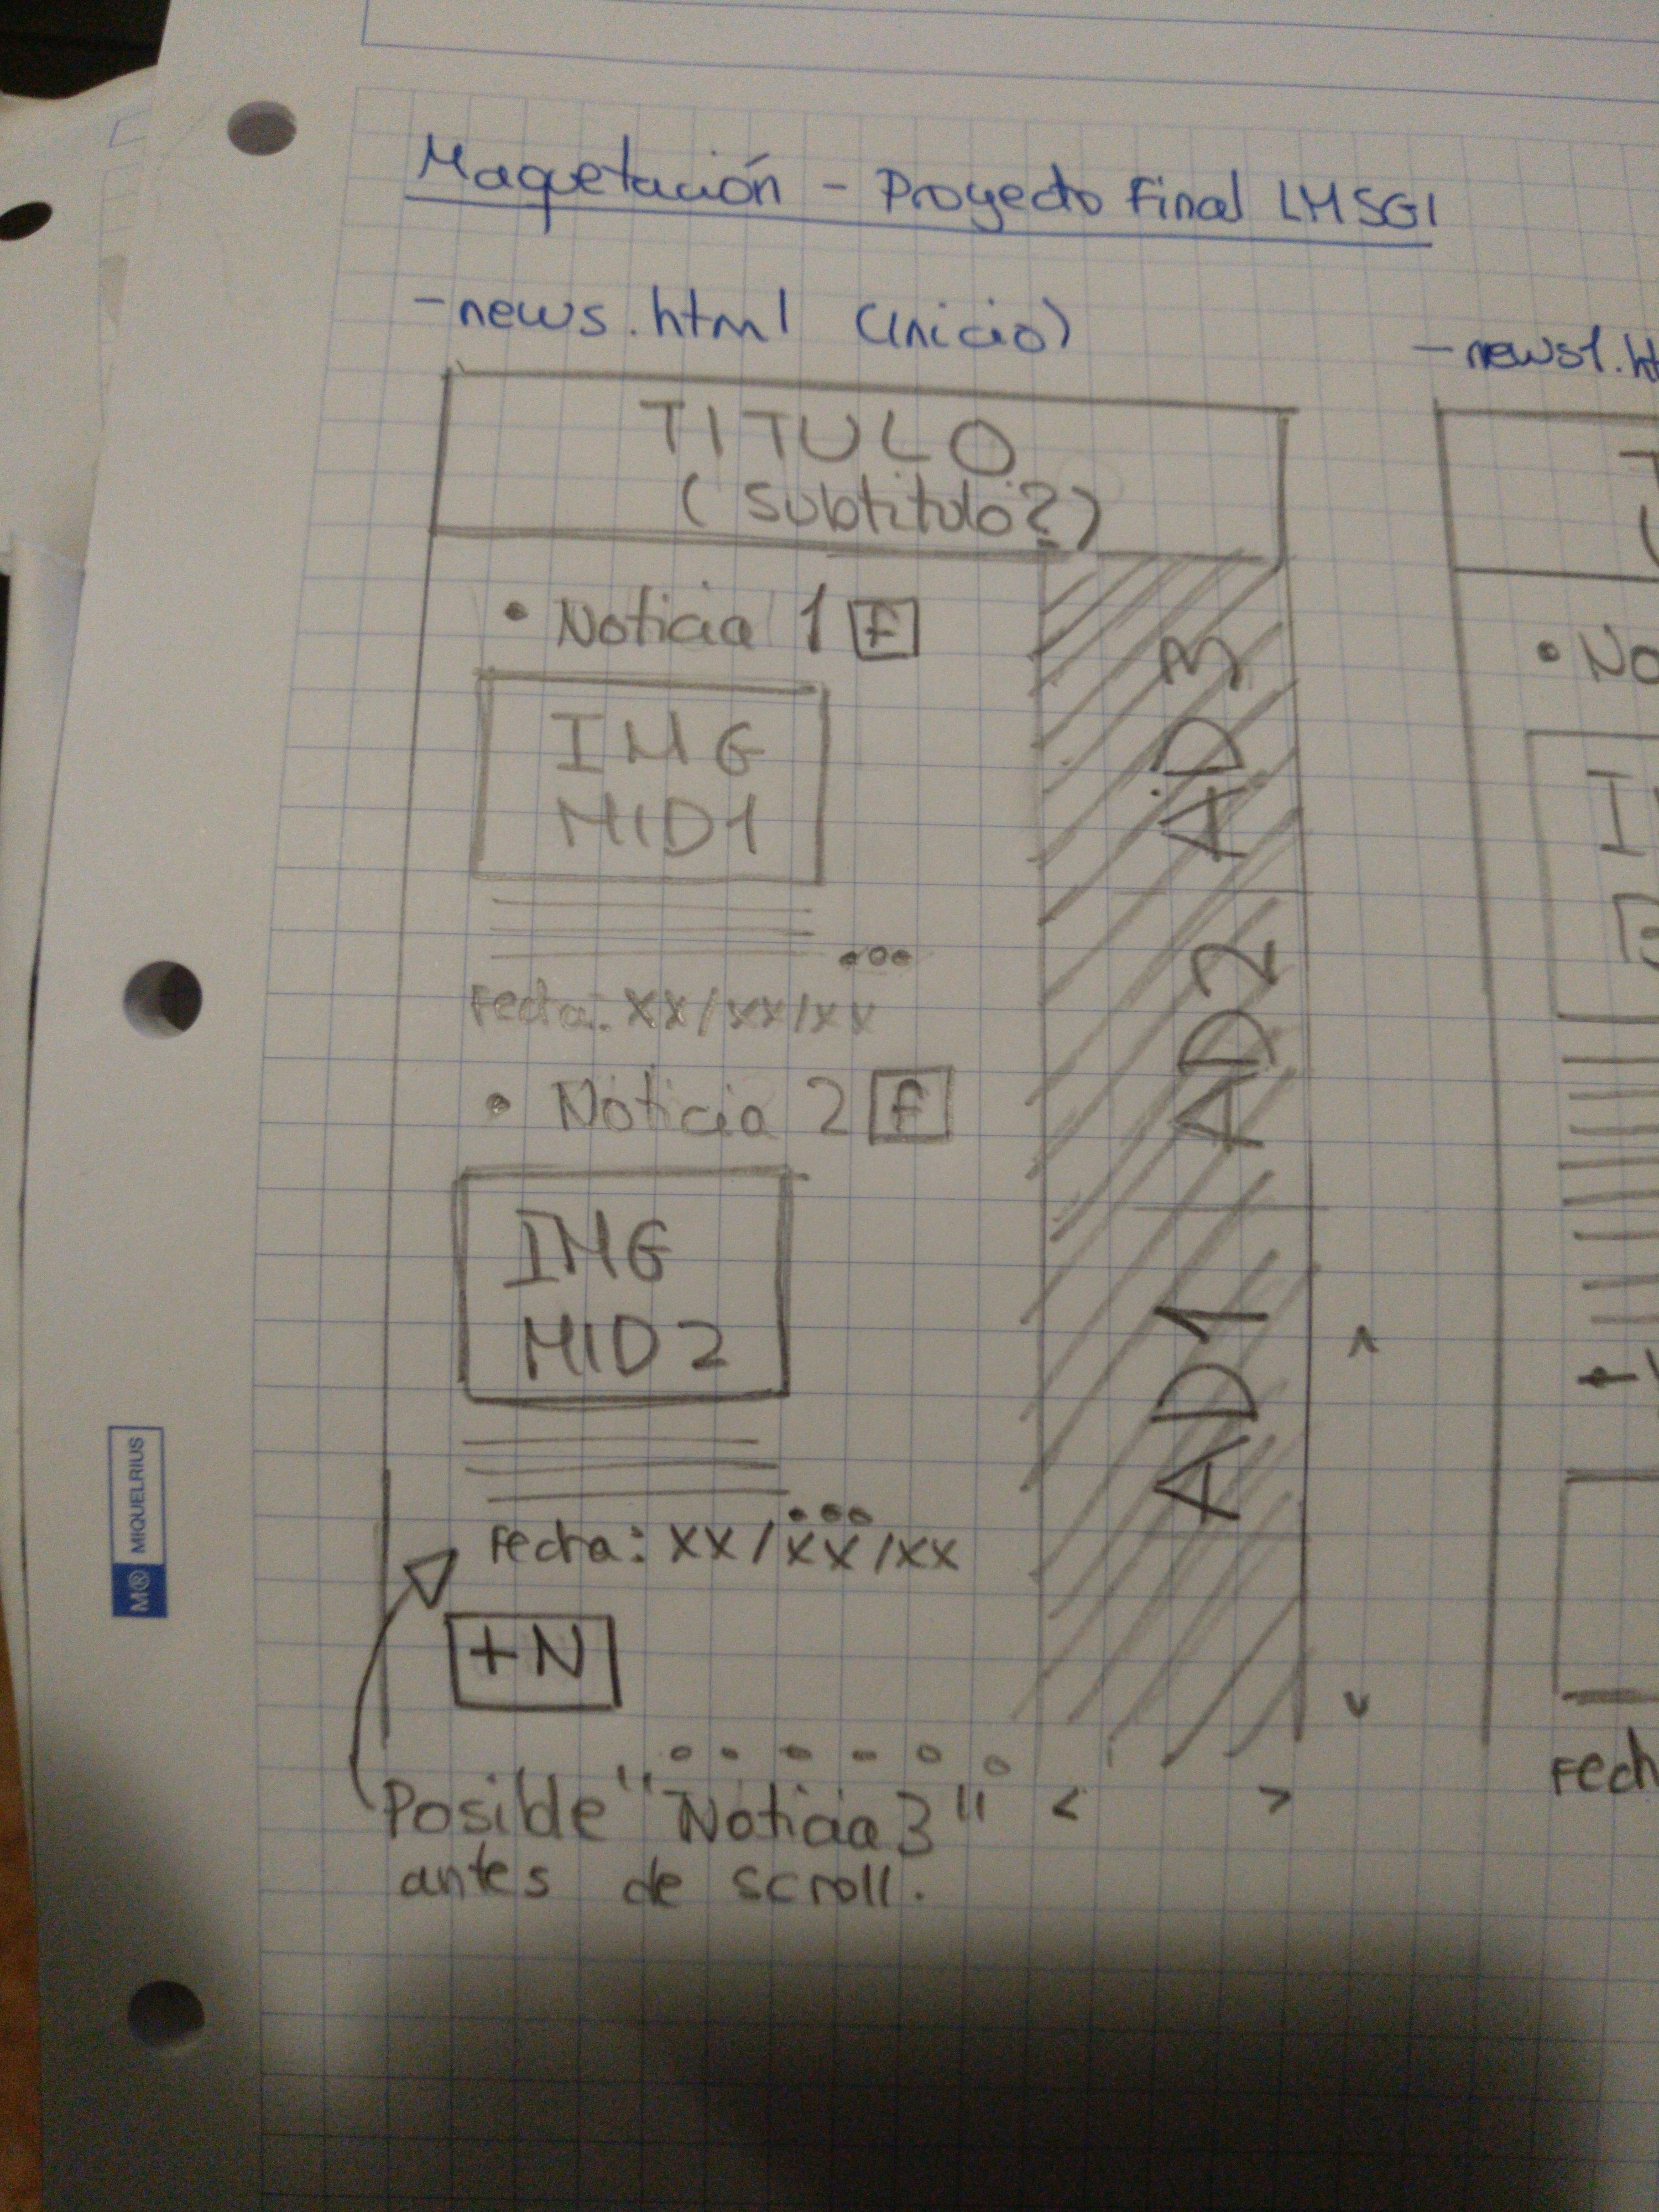 Maquetación - Proyecto Final LMSGI
- news.html (Inicio)
TITULO
(Subtitulo?)
• Noticia 1 F
IMG
MID1
...
Fecha: XX/XX/XX
• Noticia 2 F
IMG
MID2
...
Fecha: XX/XX/XX
+N
Posible "Noticia 3"
antes de scroll.
AD 3
AD2
AD1
- news1.ht
T
(
• No
I
Fech
M® MIQUELRIUS